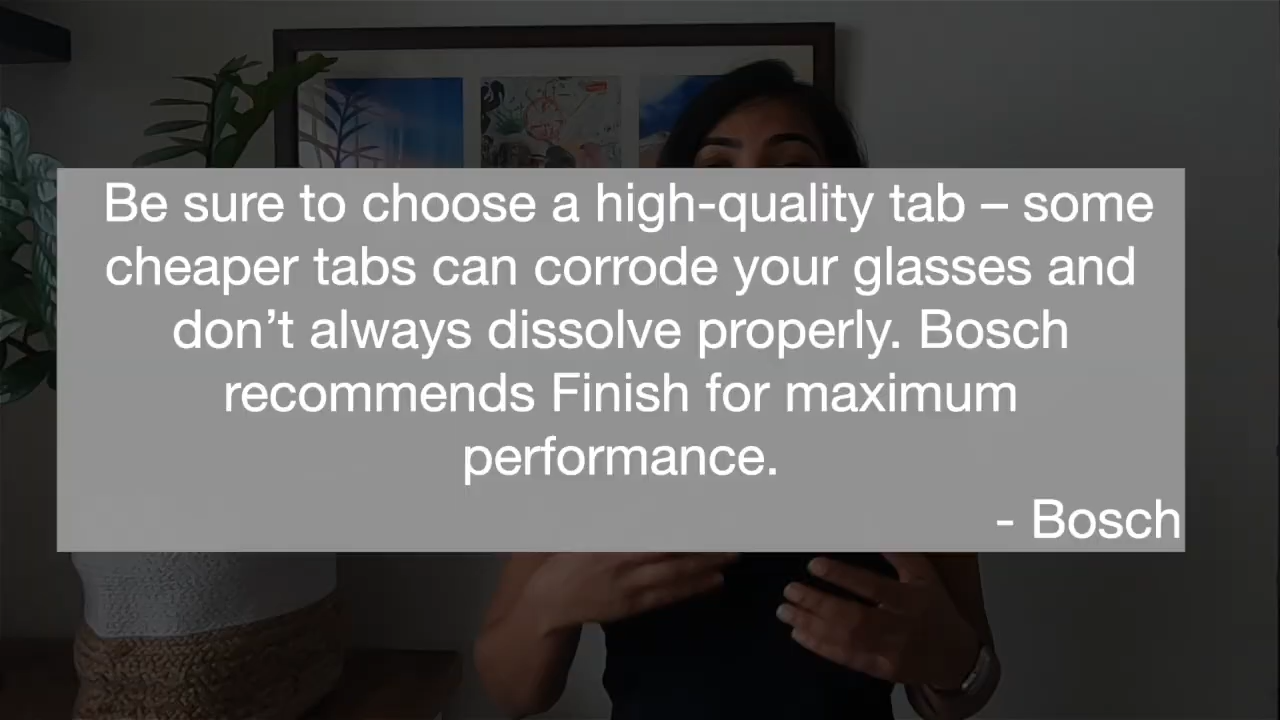 Be sure to choose a high-quality tab – some
cheaper tabs can corrode your glasses and
don’t always dissolve properly. Bosch
recommends Finish for maximum
performance.
- Bosch